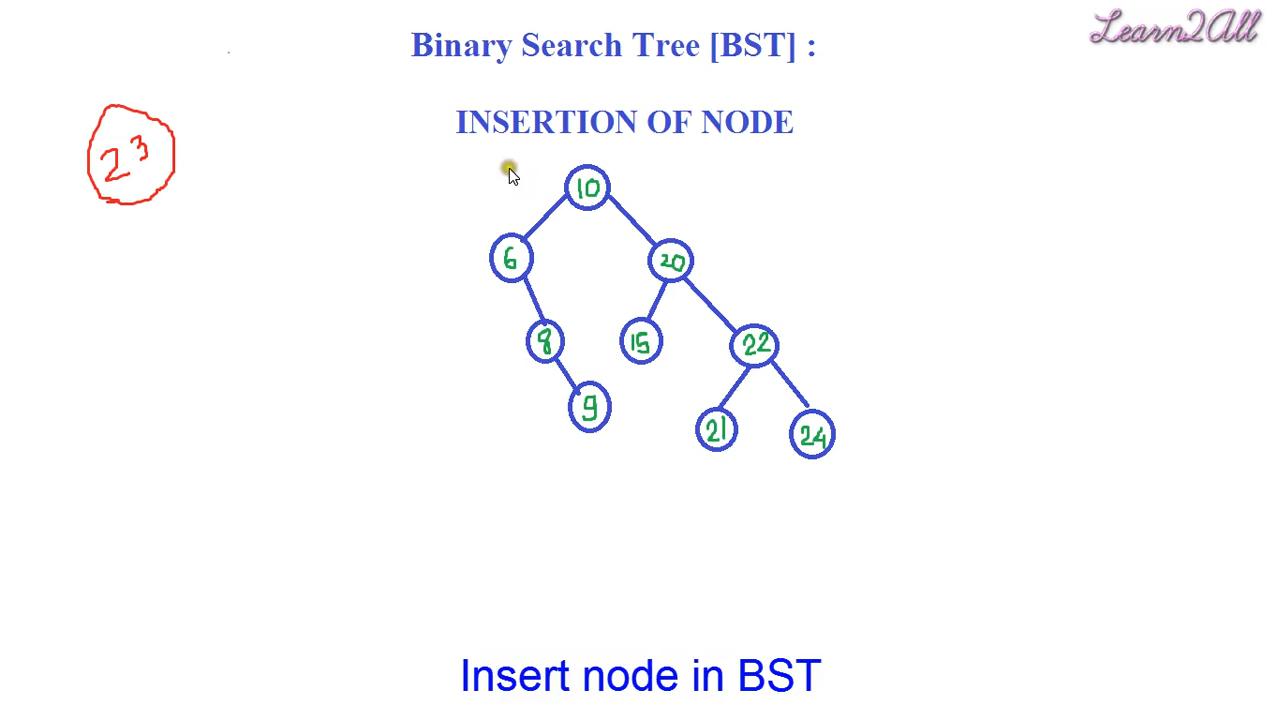 Learn2All
Binary Search Tree [BST] :
INSERTION OF NODE
23
10
6
20
8
15
22
9
21
24
Insert node in BST